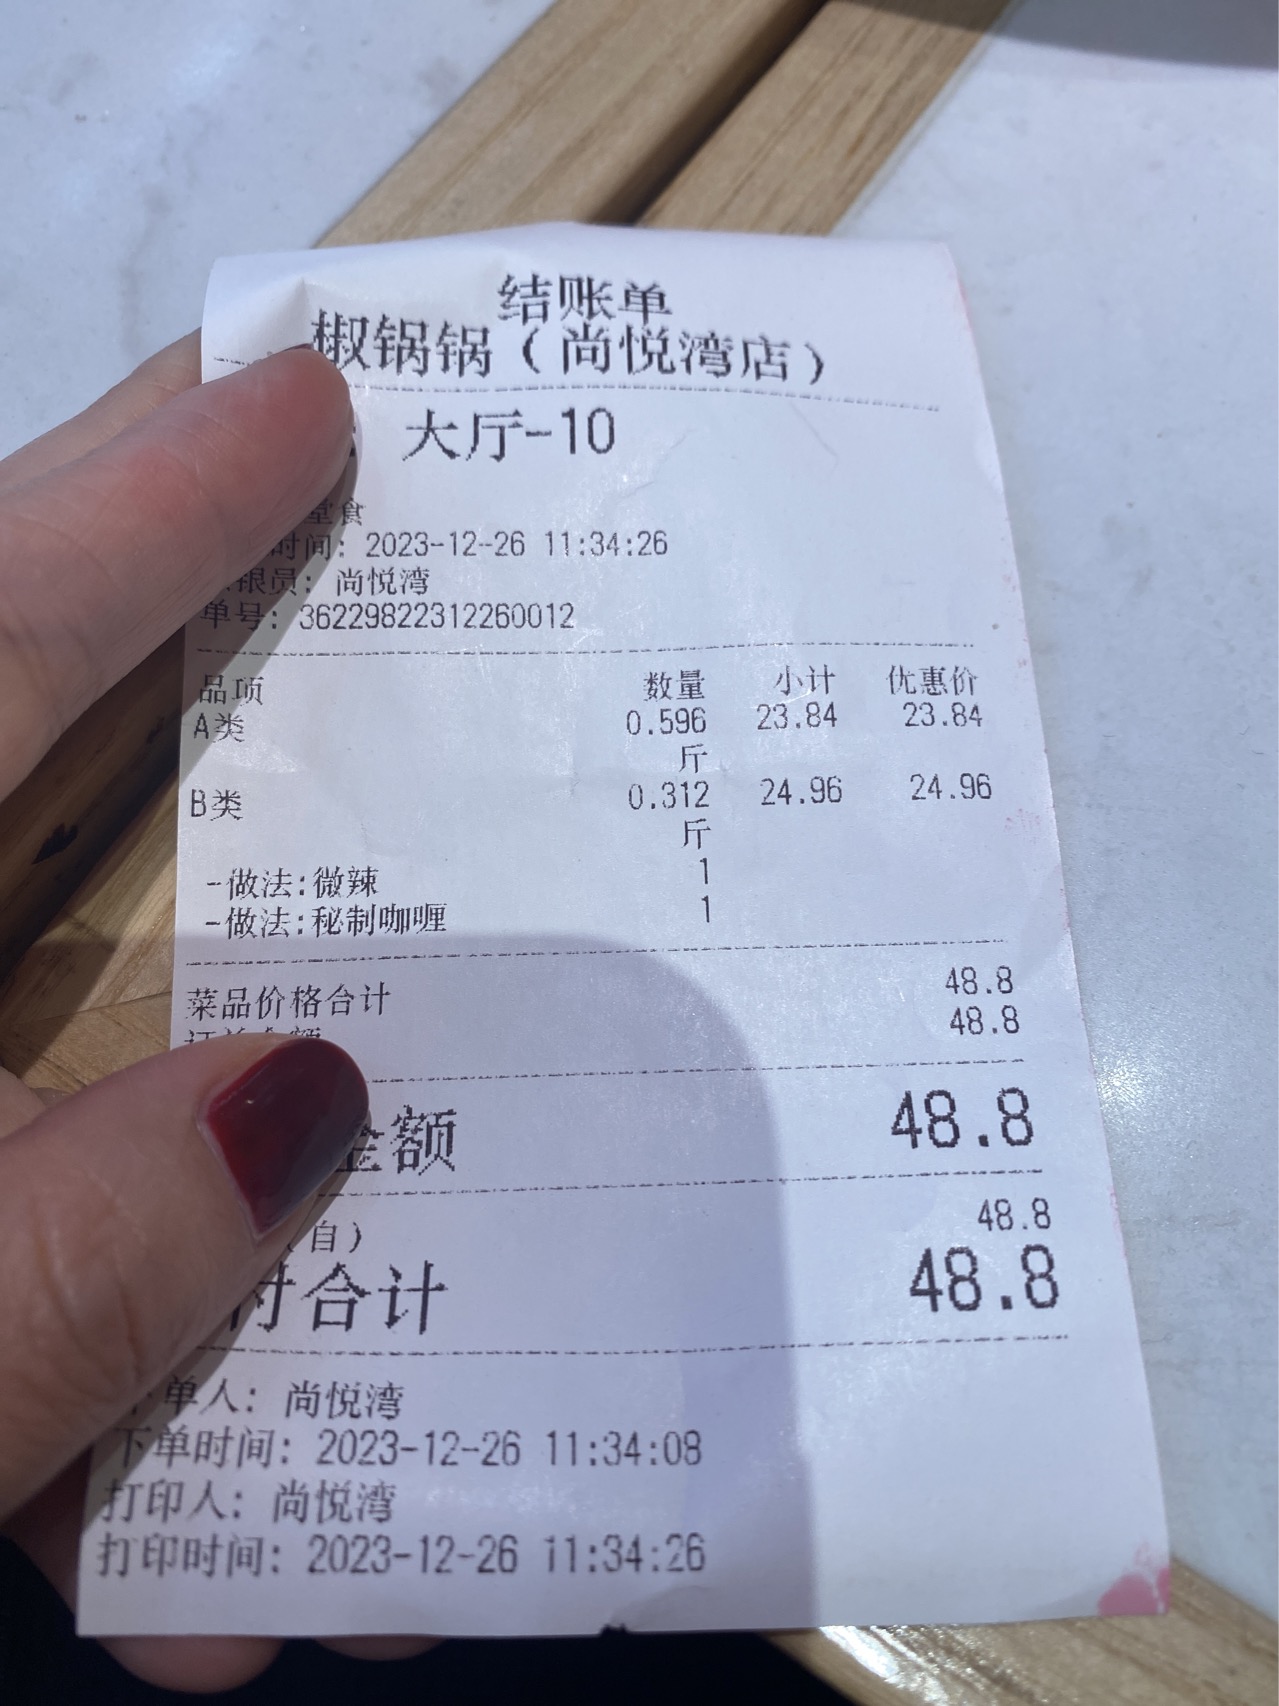 结账单
椒锅锅（尚悦湾店）
大厅-10
堂食
时间: 2023-12-26 11:34:26
银员: 尚悦湾
单号: 36229822312260012
品项 数量 小计 优惠价
A类 0.596 23.84 23.84
斤
B类 0.312 24.96 24.96
斤
-做法:微辣 1
-做法:秘制咖喱 1
菜品价格合计 48.8
48.8
金额 48.8
（自） 48.8
付合计 48.8
下单人: 尚悦湾
下单时间: 2023-12-26 11:34:08
打印人: 尚悦湾
打印时间: 2023-12-26 11:34:26